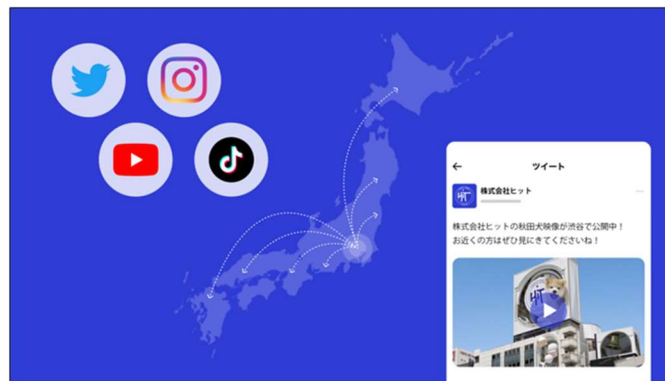 ツイート
株式会社ヒット
株式会社ヒットの秋田犬映像が渋谷で公開中！
お近くの方はぜひ見にきてくださいね！
HIT